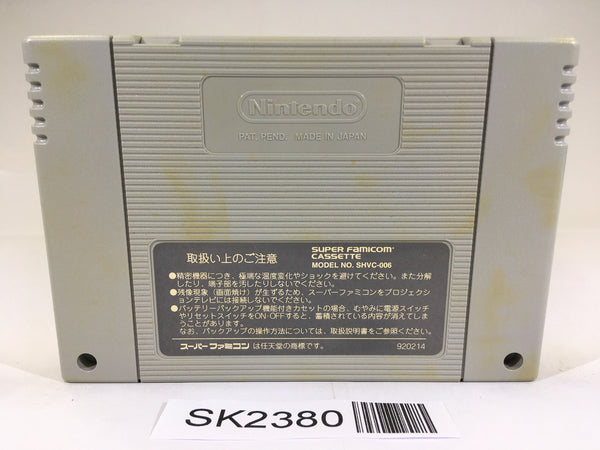 Nintendo
PAT. PEND. MADE IN JAPAN
取扱い上のご注意
SUPER FAMICOM
CASSETTE
MODEL NO. SHVC-006
●精密機器につき、極端な温度変化やショックを避けてください。また分解
したり、端子部を汚したりしないでください。
●残像現象（画面焼け）が生ずるため、スーパーファミコンをプロジェクシ
ョンテレビには接続しないでください。
●バッテリーバックアップ機能付きカセットの場合、むやみに電源スイッチ
やリセットスイッチをON・OFFすると、蓄積されている内容が消えてしま
うことがあります。
なお、バックアップの操作方法については、取扱説明書をご参照ください。
スーパーファミコン は任天堂の商標です。 920214
SK2380